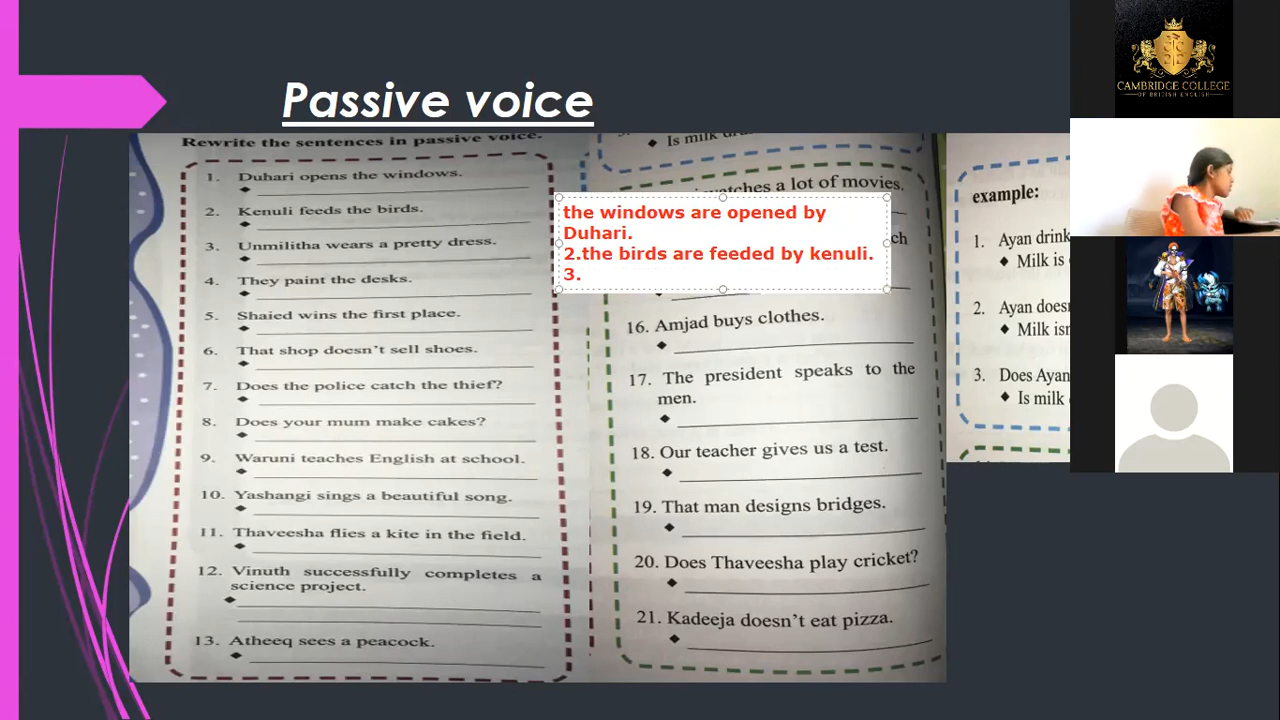 Passive voice
Rewrite the sentences in passive voice.
1. Duhari opens the windows.
2. Kenuli feeds the birds.
3. Unmilitha wears a pretty dress.
4. They paint the desks.
5. Shaied wins the first place.
6. That shop doesn't sell shoes.
7. Does the police catch the thief?
8. Does your mum make cakes?
9. Waruni teaches English at school.
10. Yashangi sings a beautiful song.
11. Thaveesha flies a kite in the field.
12. Vinuth successfully completes a
science project.
13. Atheeq sees a peacock.
Is milk
watches a lot of movies.
the windows are opened by
Duhari.
2.the birds are feeded by kenuli.
3.
16. Amjad buys clothes.
17. The president speaks to the
men.
18. Our teacher gives us a test.
19. That man designs bridges.
20. Does Thaveesha play cricket?
21. Kadeeja doesn't eat pizza.
example:
1. Ayan drink
Milk is
2. Ayan does
Milk isn
3. Does Ayan
Is milk
CAMBRIDGE COLLEGE
OF BRITISH ENGLISH